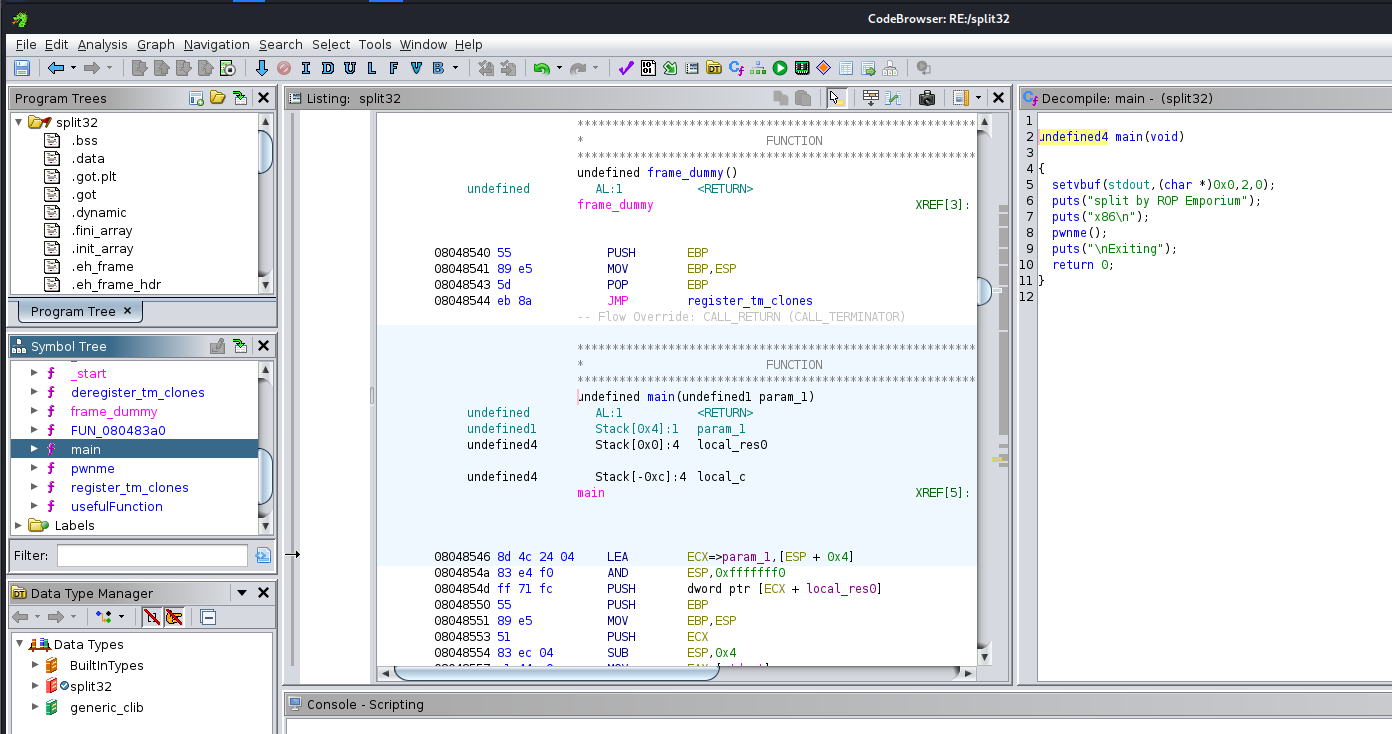 CodeBrowser: RE:/split32
File Edit Analysis Graph Navigation Search Select Tools Window Help
I D U L F V B
Program Trees
split32
.bss
.data
.got.plt
.got
.dynamic
.fini_array
.init_array
.eh_frame
.eh_frame_hdr
Program Tree ×
Symbol Tree
_start
deregister_tm_clones
frame_dummy
FUN_080483a0
main
pwnme
register_tm_clones
usefulFunction
Labels
Filter:
Data Type Manager
Data Types
BuiltInTypes
split32
generic_clib
Listing: split32
*********************************************************
* FUNCTION
*********************************************************
undefined frame_dummy()
undefined AL:1 <RETURN>
frame_dummy XREF[3]:
08048540 55 PUSH EBP
08048541 89 e5 MOV EBP,ESP
08048543 5d POP EBP
08048544 eb 8a JMP register_tm_clones
-- Flow Override: CALL_RETURN (CALL_TERMINATOR)
*********************************************************
* FUNCTION
*********************************************************
undefined main(undefined1 param_1)
undefined AL:1 <RETURN>
undefined1 Stack[0x4]:1 param_1
undefined4 Stack[0x0]:4 local_res0
undefined4 Stack[-0xc]:4 local_c
main XREF[5]:
08048546 8d 4c 24 04 LEA ECX=>param_1,[ESP + 0x4]
0804854a 83 e4 f0 AND ESP,0xfffffff0
0804854d ff 71 fc PUSH dword ptr [ECX + local_res0]
08048550 55 PUSH EBP
08048551 89 e5 MOV EBP,ESP
08048553 51 PUSH ECX
08048554 83 ec 04 SUB ESP,0x4
Decompile: main - (split32)
1
2 undefined4 main(void)
3
4 {
5 setvbuf(stdout,(char *)0x0,2,0);
6 puts("split by ROP Emporium");
7 puts("x86\n");
8 pwnme();
9 puts("\nExiting");
10 return 0;
11 }
12
Console - Scripting